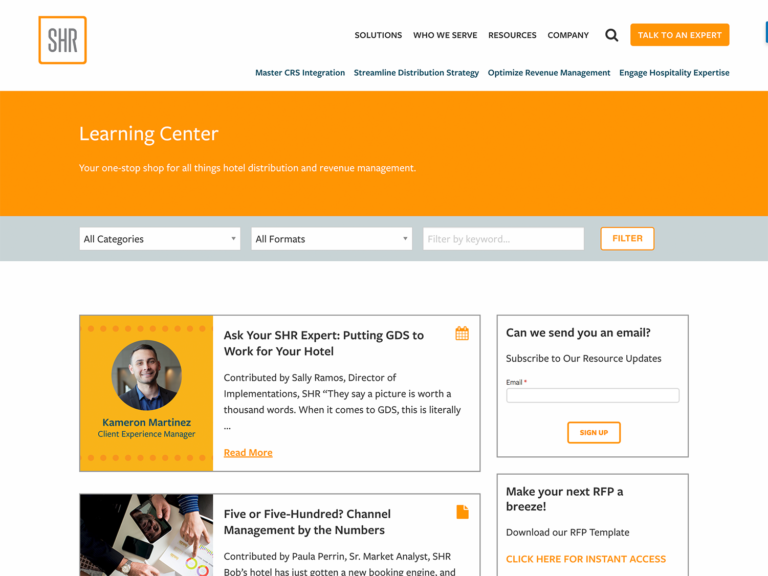 SHR
SOLUTIONS WHO WE SERVE RESOURCES COMPANY TALK TO AN EXPERT
Master CRS Integration Streamline Distribution Strategy Optimize Revenue Management Engage Hospitality Expertise
Learning Center
Your one-stop shop for all things hotel distribution and revenue management.
All Categories All Formats Filter by keyword... FILTER
Kameron Martinez
Client Experience Manager
Ask Your SHR Expert: Putting GDS to
Work for Your Hotel
Contributed by Sally Ramos, Director of
Implementations, SHR “They say a picture is worth a
thousand words. When it comes to GDS, this is literally
...
Read More
Can we send you an email?
Subscribe to Our Resource Updates
Email *
SIGN UP
Five or Five-Hundred? Channel
Management by the Numbers
Contributed by Paula Perrin, Sr. Market Analyst, SHR
Bob’s hotel has just gotten a new booking engine, and
Make your next RFP a
breeze!
Download our RFP Template
CLICK HERE FOR INSTANT ACCESS